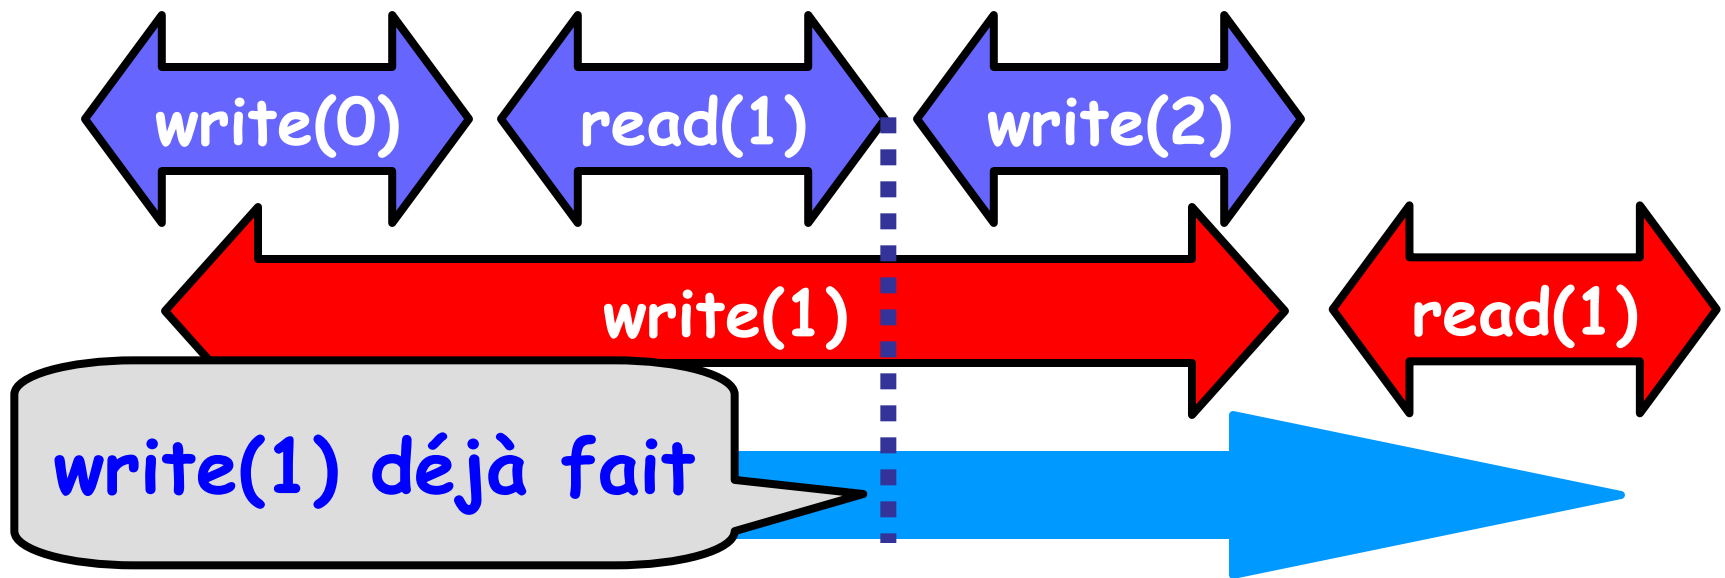 write(0)
read(1)
write(2)
write(1)
read(1)
write(1) déjà fait